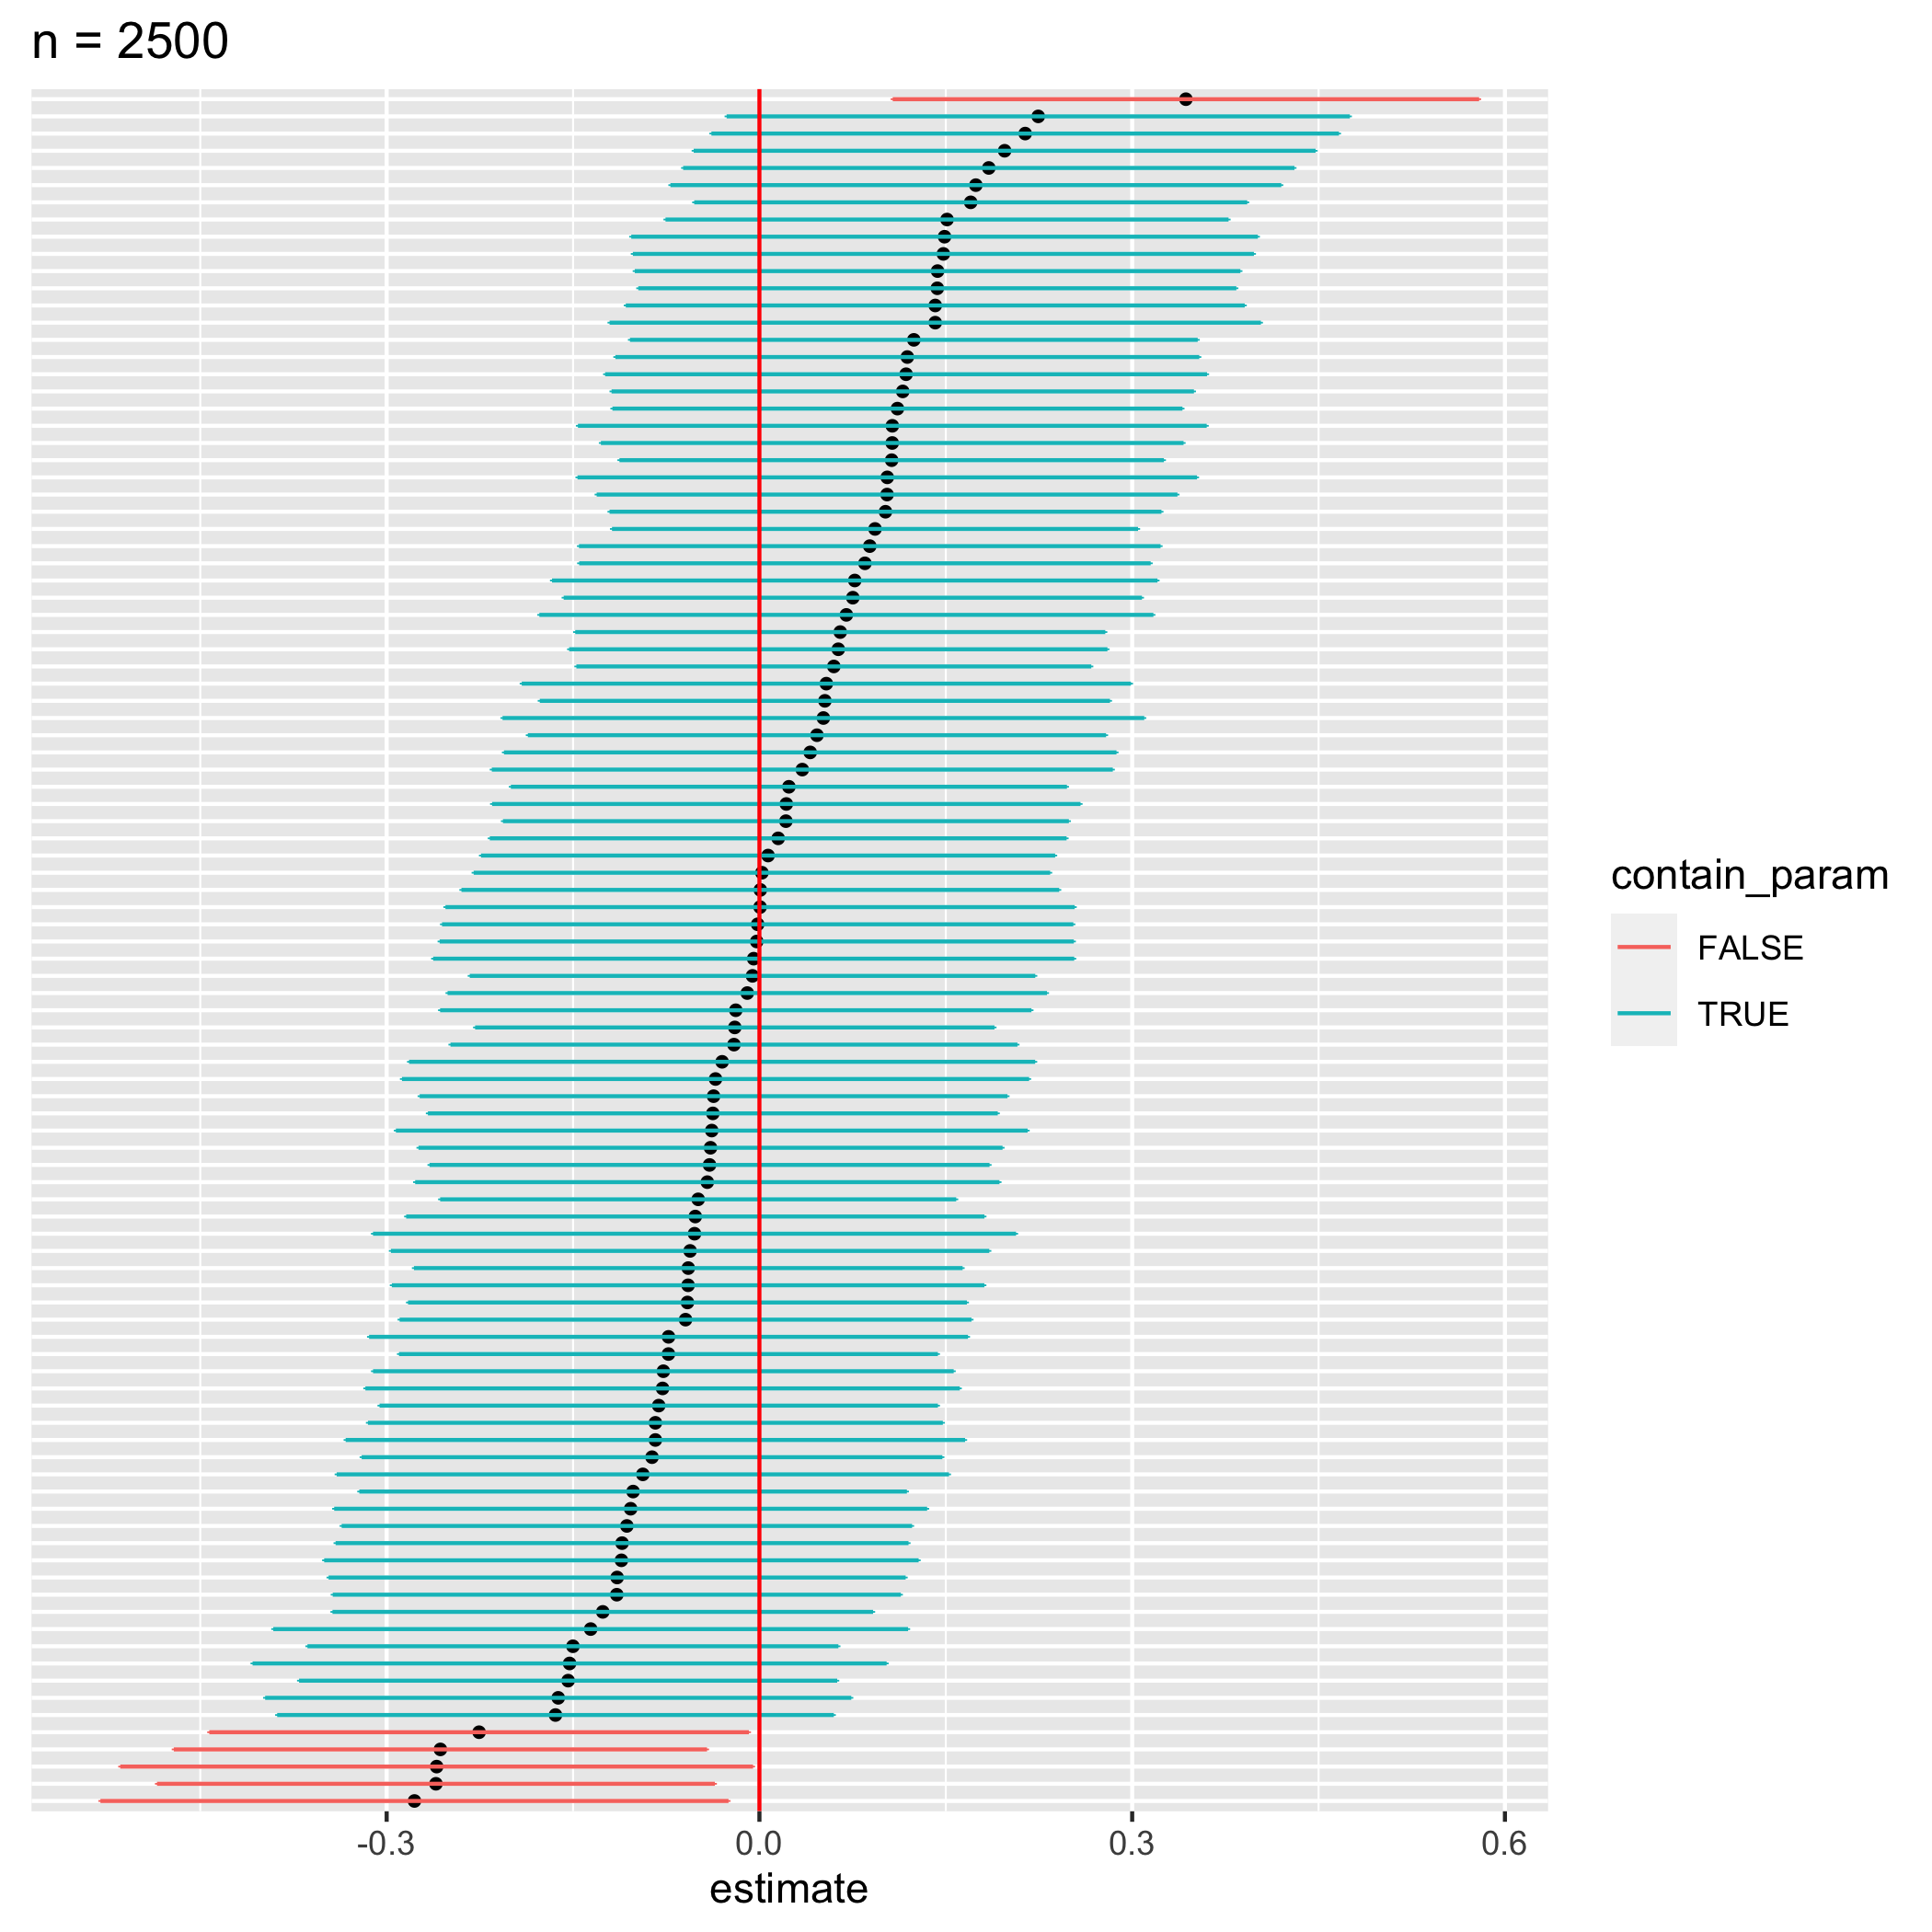 n = 2500
contain_param
FALSE
TRUE
-0.3 0.0 0.3 0.6
estimate